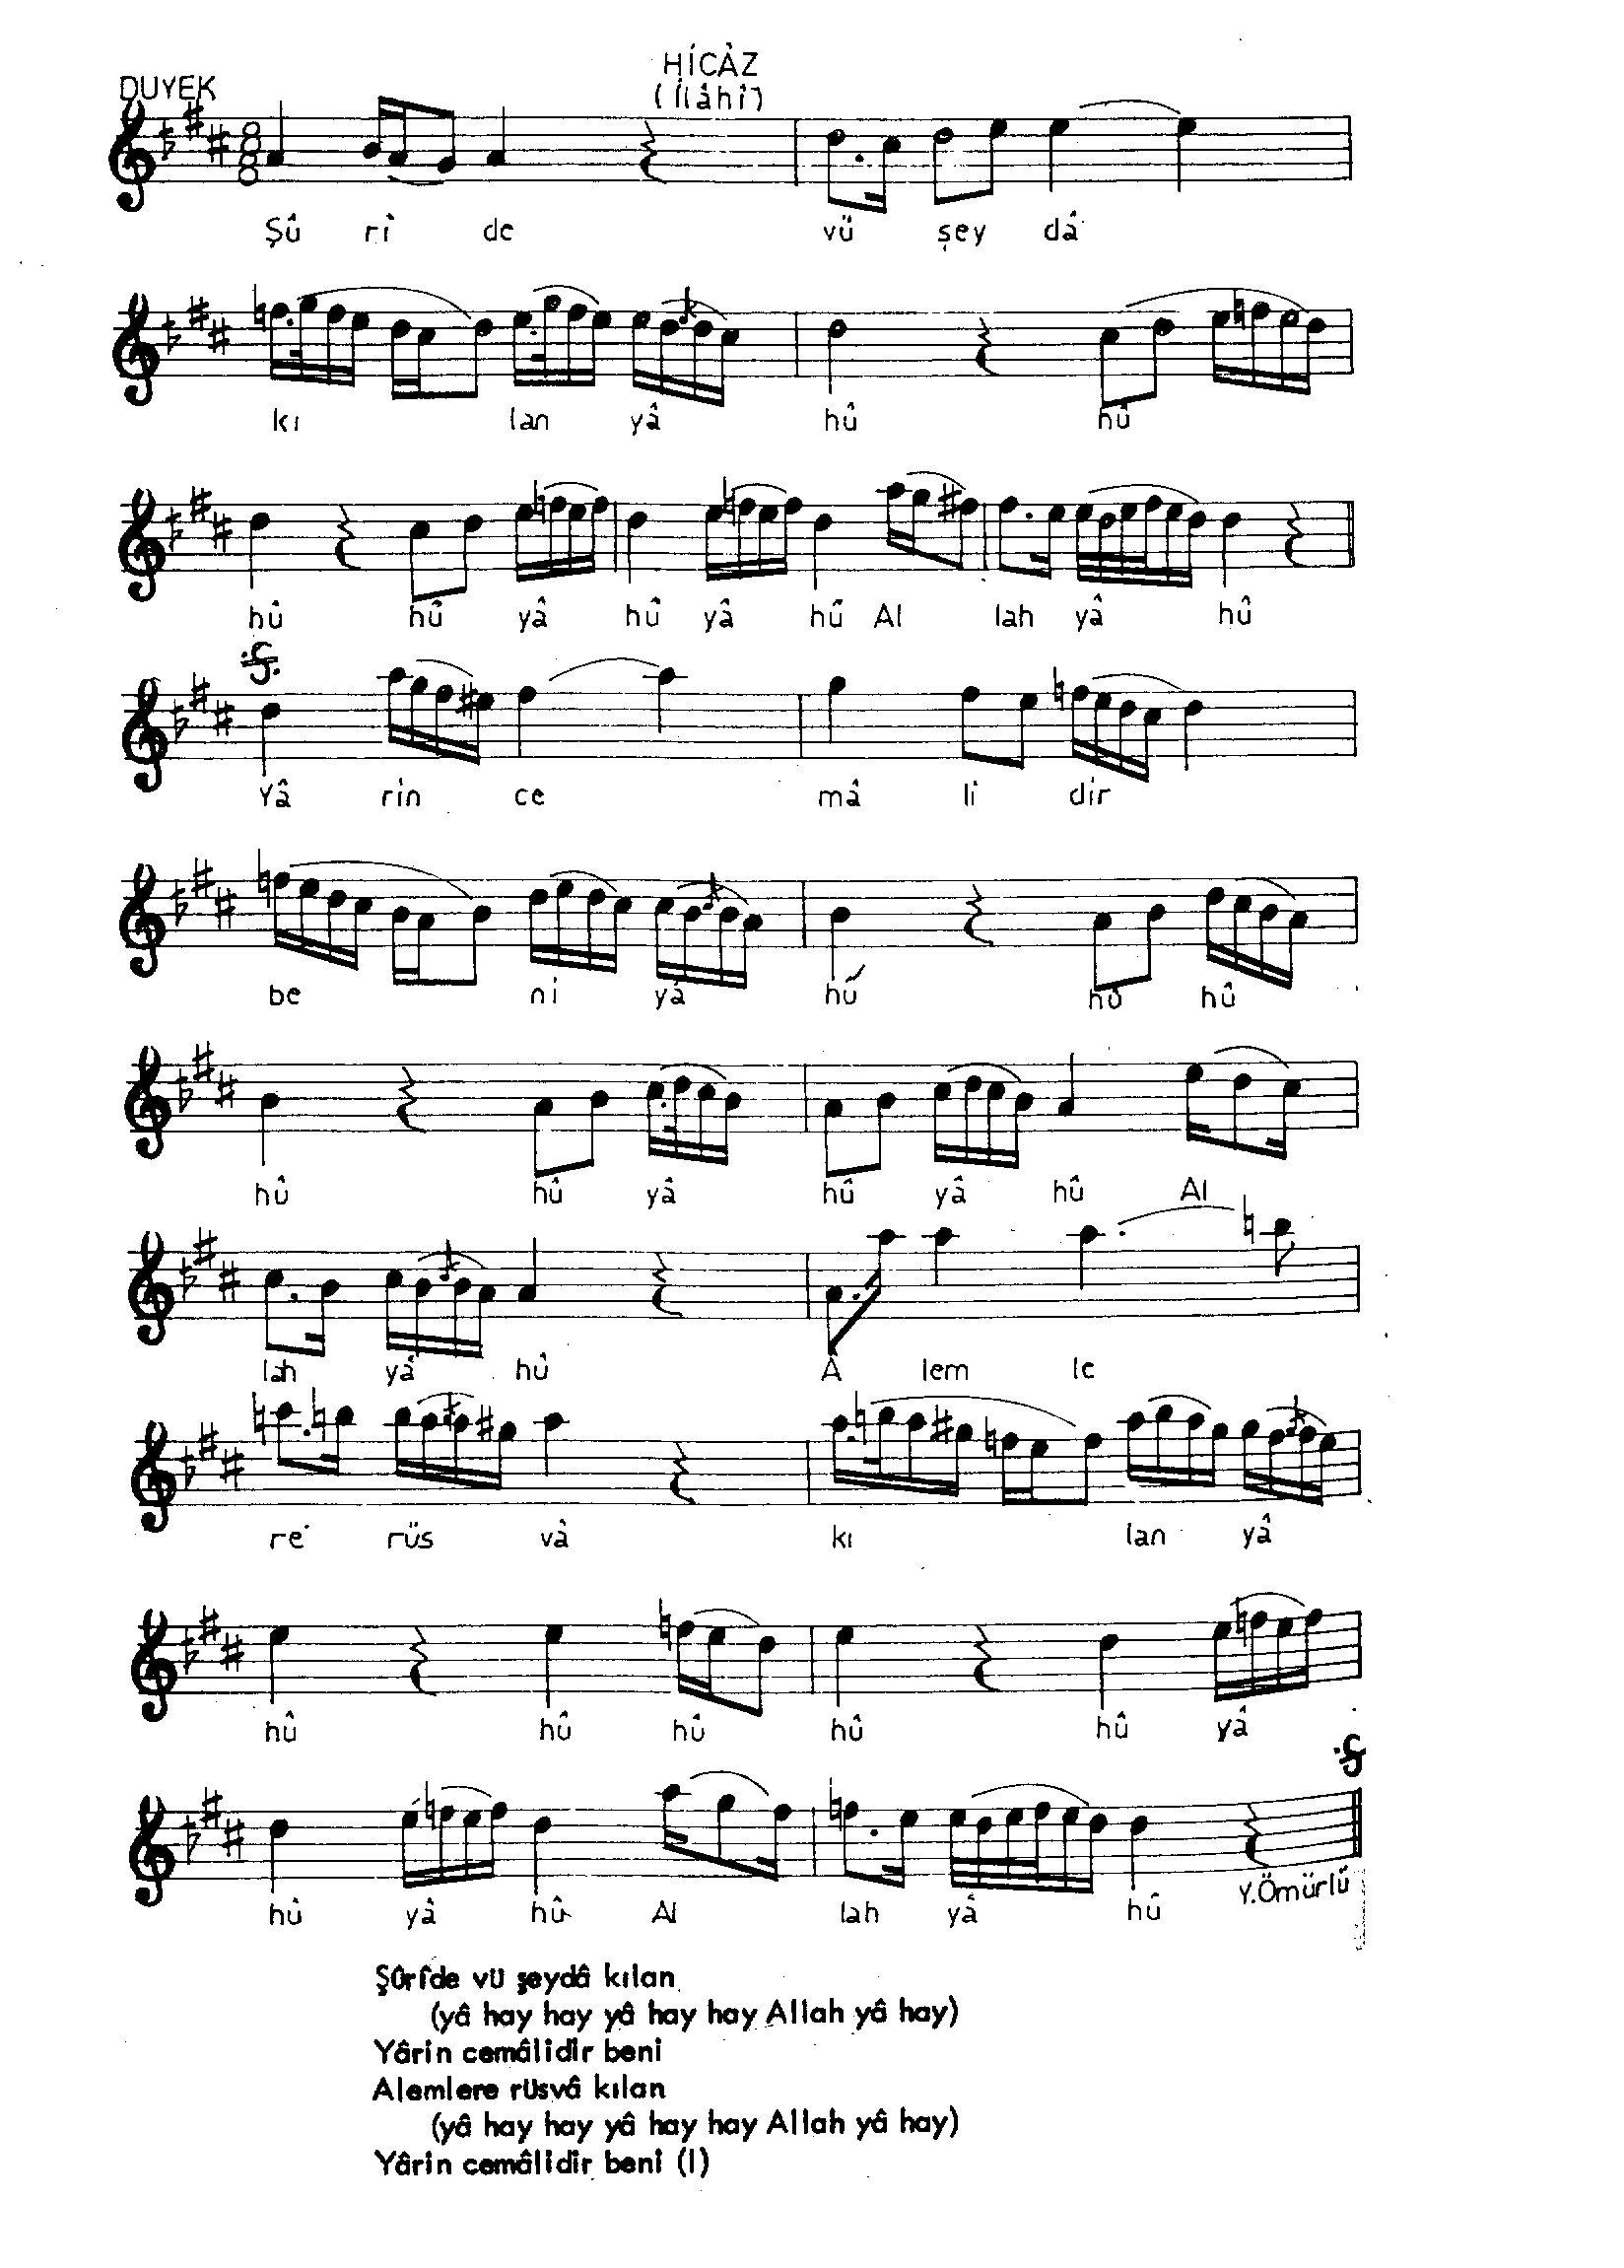 HİCÂZ
DUYEK
(İlâhî)
8
8
Şû ri de vü şey dâ
kı lan yâ hû hû
hû hû yâ hû yâ hû Al lah yâ hû
Yâ rin ce mâ li dir
be ni yâ hû hû hû
hû hû yâ hû yâ hû Al
lah yâ hû Â lem le
re rüs vâ kı lan yâ
hû hû hû hû hû yâ
hû yâ hû Al lah yâ hû
Y.Ömürlü
Şûrîde vü şeydâ kılan
(yâ hay hay yâ hay hay Allah yâ hay)
Yârin cemâlidir beni
Alemlere rüsvâ kılan
(yâ hay hay yâ hay hay Allah yâ hay)
Yârin cemâlidir beni (I)